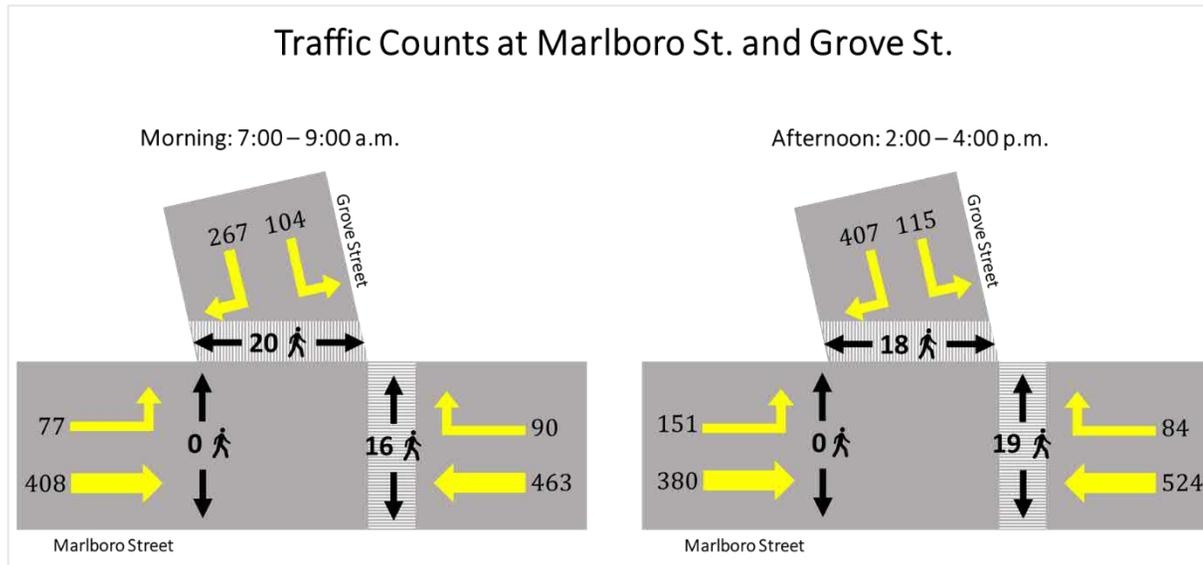 Traffic Counts at Marlboro St. and Grove St.
Morning: 7:00 – 9:00 a.m.
267 104
Grove Street
20
77
0
16
90
408
463
Marlboro Street
Afternoon: 2:00 – 4:00 p.m.
407 115
Grove Street
18
151
0
19
84
380
524
Marlboro Street